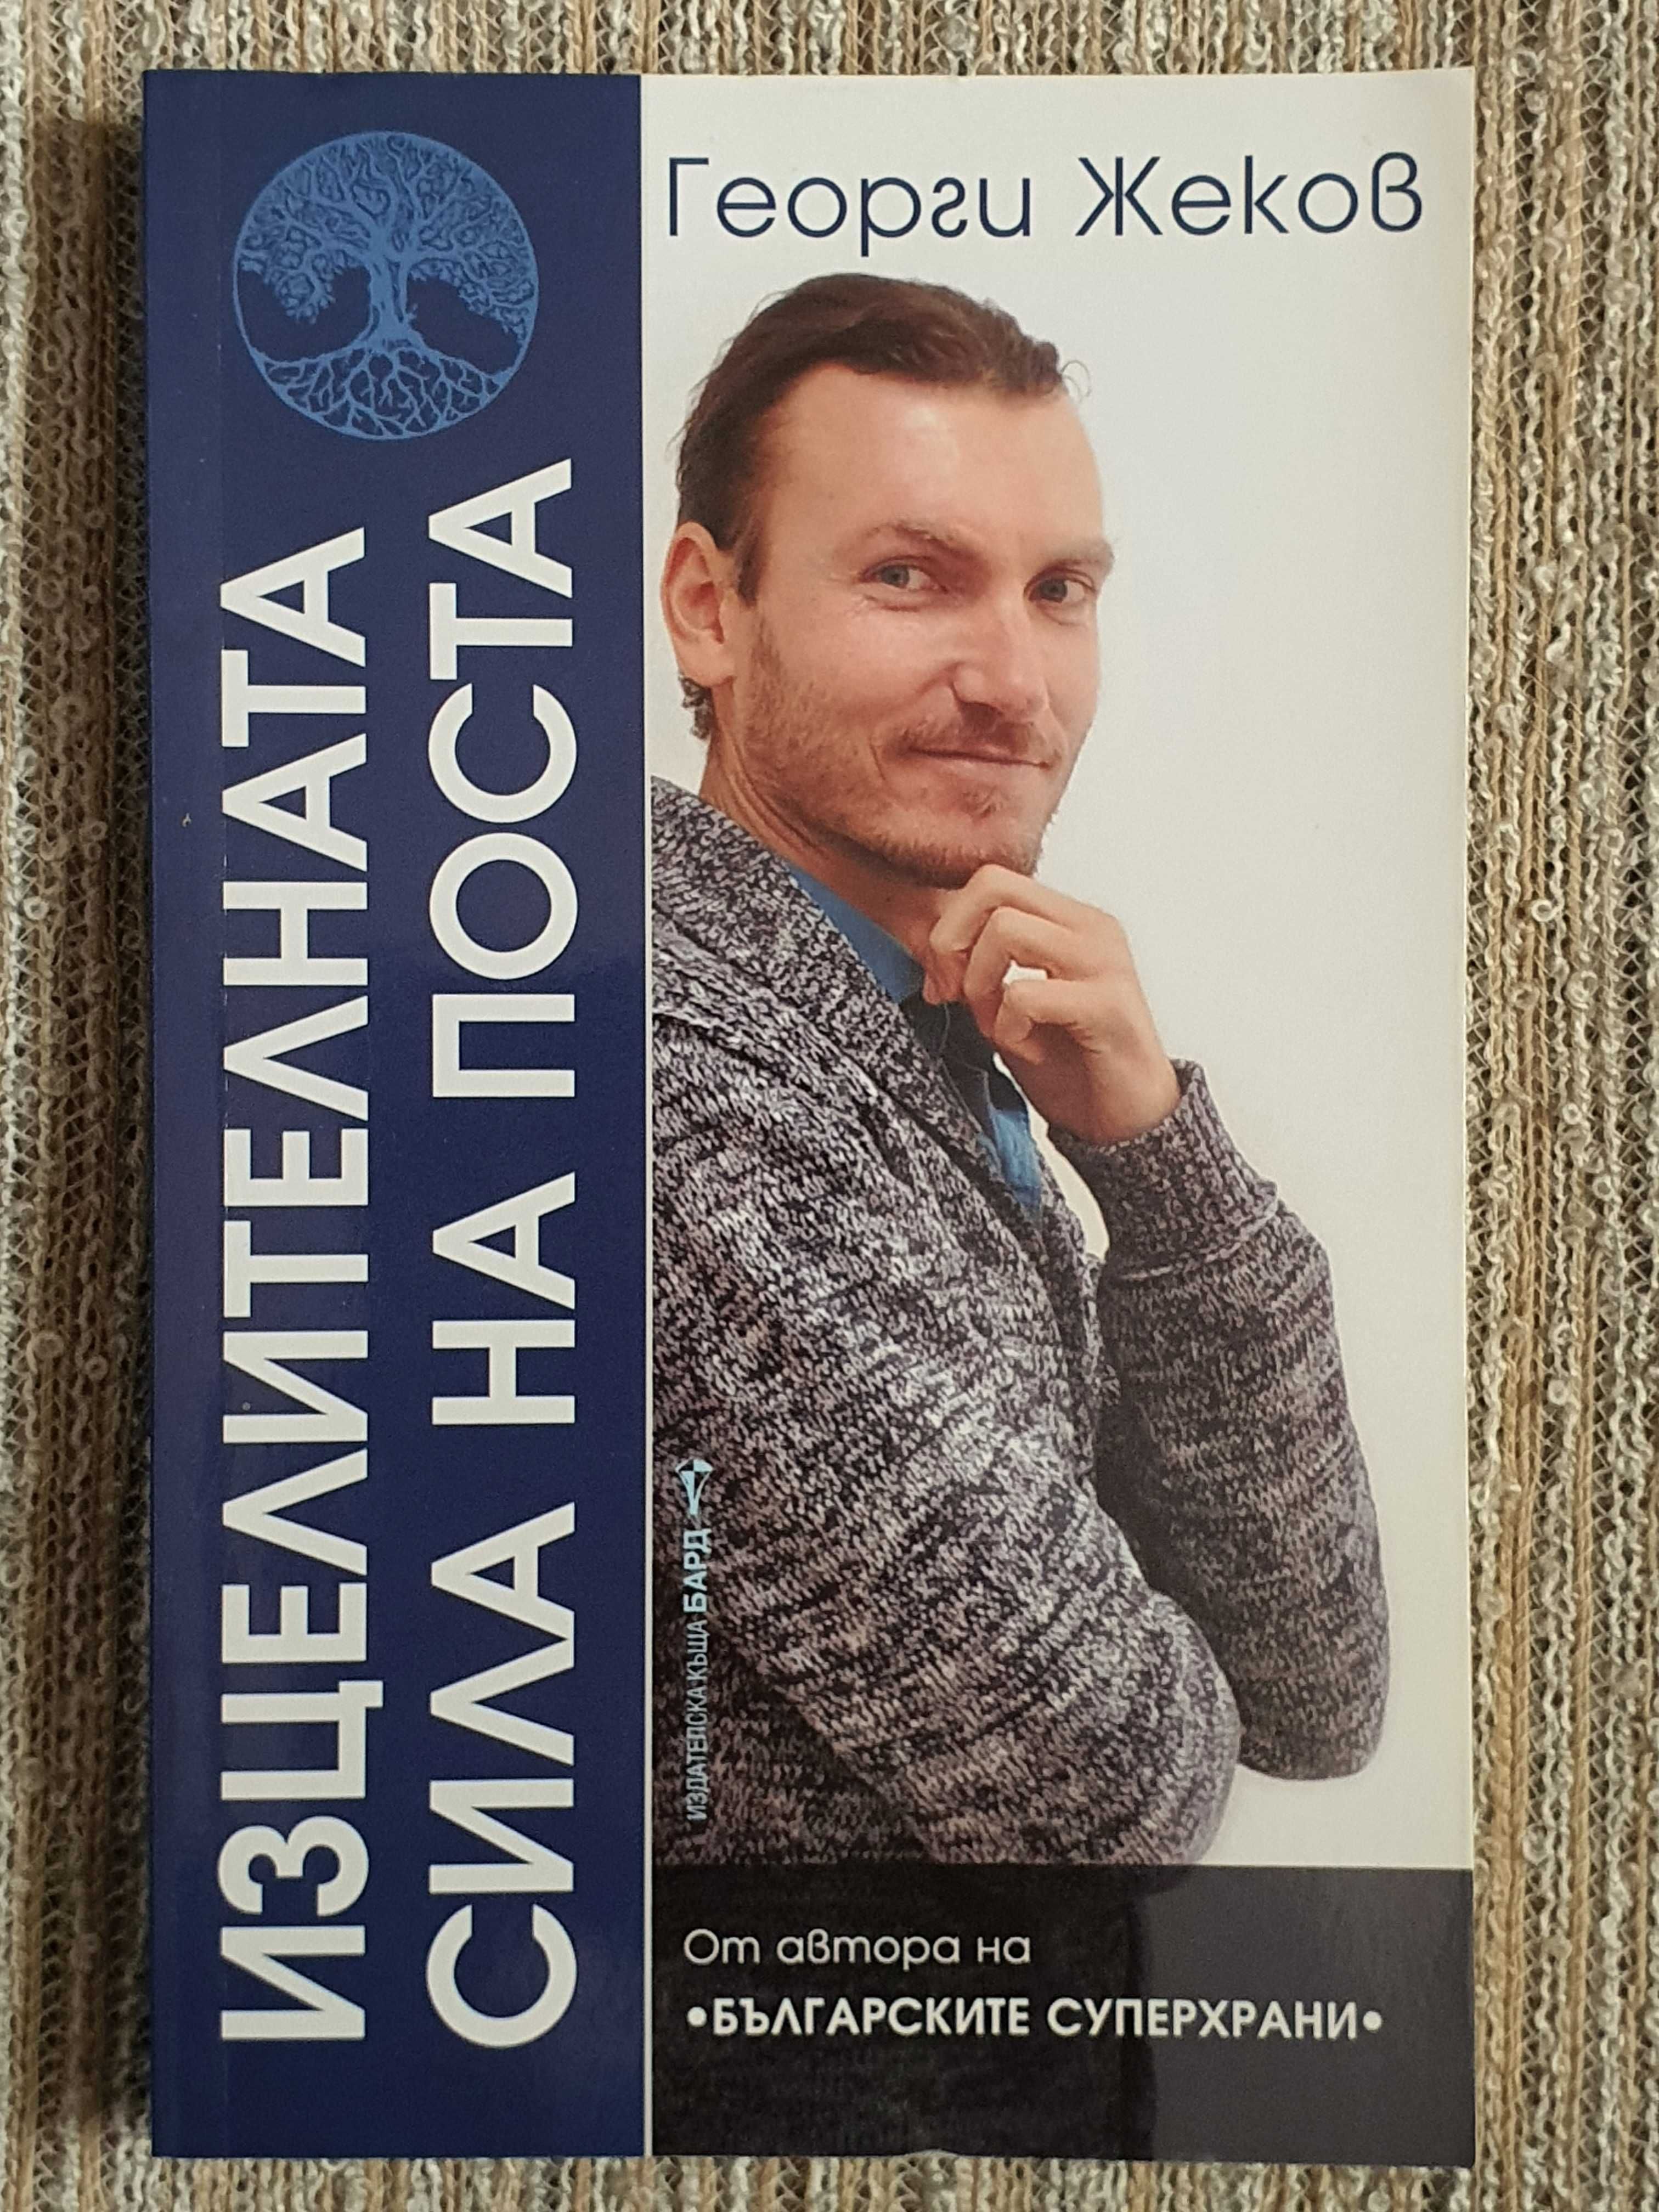 Георги Жеков
ИЗЦЕЛИТЕЛНАТА
СИЛА НА ПОСТА
ИЗДАТЕЛСКА КЪЩА БАРД
От автора на
•БЪЛГАРСКИТЕ СУПЕРХРАНИ•